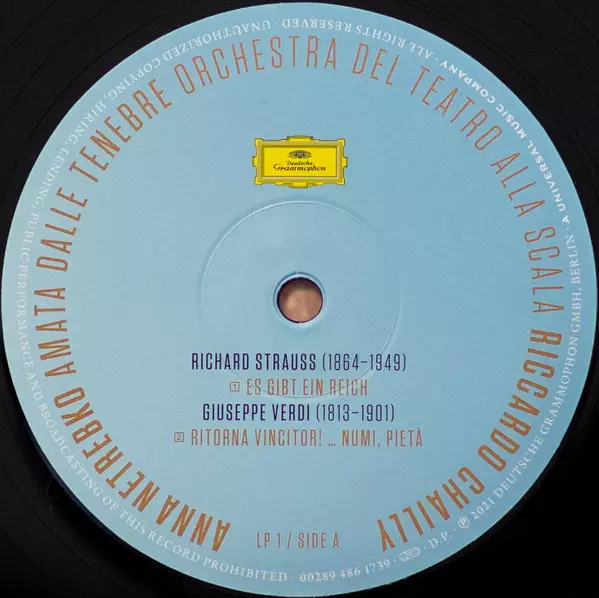 ANNA NETREBKO AMATA DALLE TENEBRE ORCHESTRA DEL TEATRO ALLA SCALA RICCARDO CHAILLY
UNAUTHORIZED COPYING, HIRING, LENDING, PUBLIC PERFORMANCE AND BROADCASTING OF THIS RECORD PROHIBITED · 00289 486 1739 · D.P. · ℗ 2021 DEUTSCHE GRAMMOPHON GMBH, BERLIN · A UNIVERSAL MUSIC COMPANY · ALL RIGHTS RESERVED ·
Deutsche
Grammophon
RICHARD STRAUSS (1864–1949)
1 ES GIBT EIN REICH
GIUSEPPE VERDI (1813–1901)
2 RITORNA VINCITOR! ... NUMI, PIETÀ
LP 1 / SIDE A